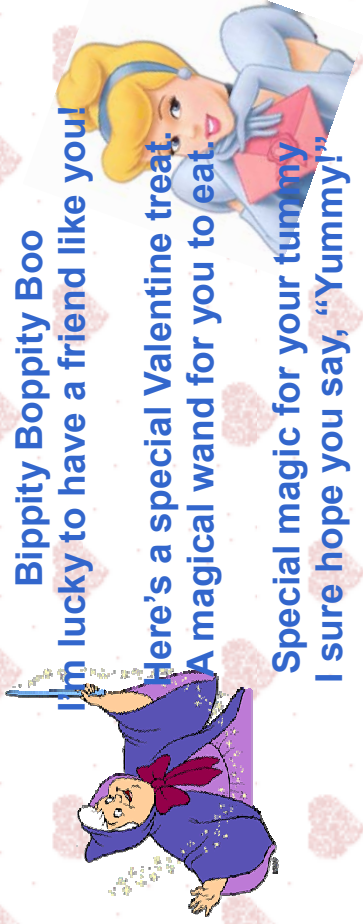 Bippity Boppity Boo
I'm lucky to have a friend like you!
Here's a special Valentine treat.
A magical wand for you to eat.
Special magic for your tummy
I sure hope you say, “Yummy!”